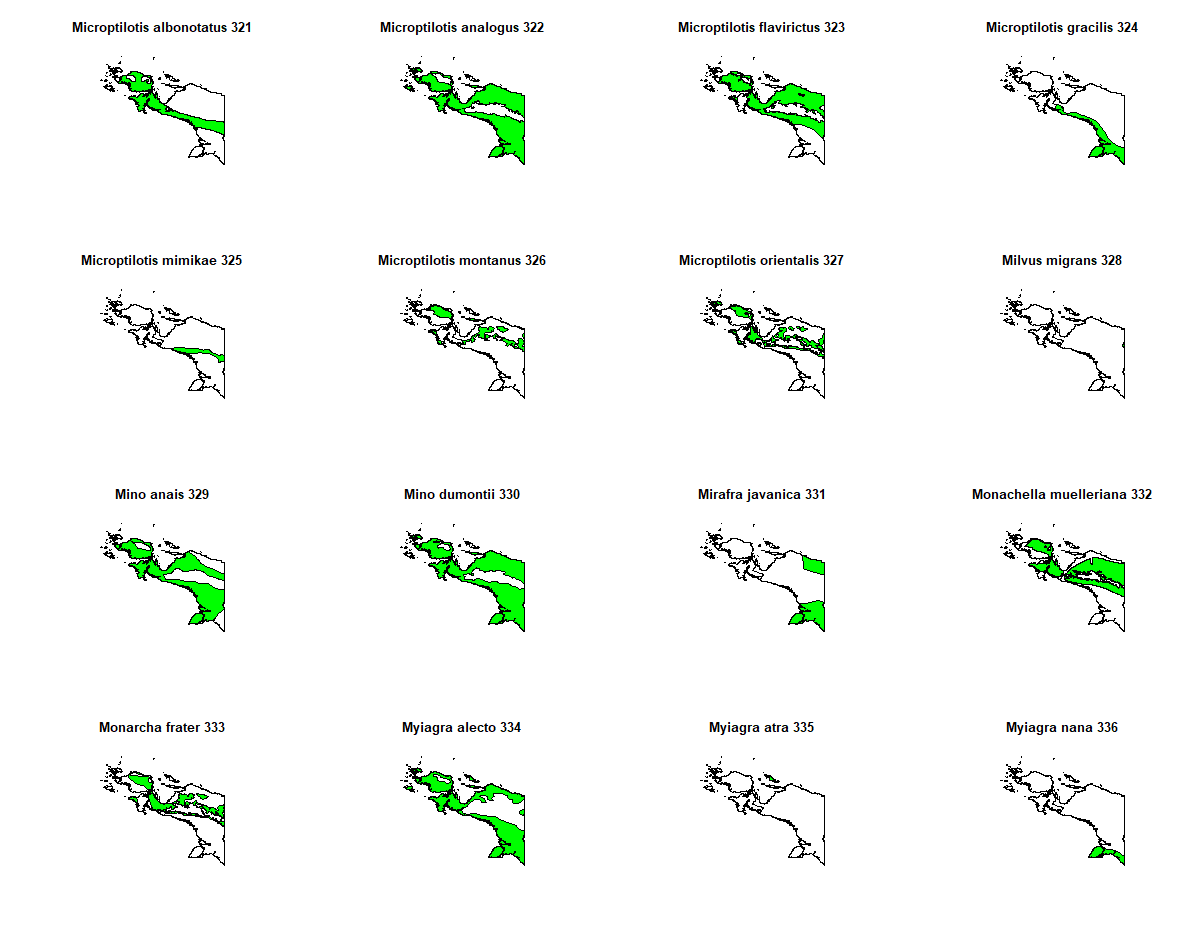 Microptilotis albonotatus 321
Microptilotis analogus 322
Microptilotis flavirictus 323
Microptilotis gracilis 324
Microptilotis mimikae 325
Microptilotis montanus 326
Microptilotis orientalis 327
Milvus migrans 328
Mino anais 329
Mino dumontii 330
Mirafra javanica 331
Monachella muelleriana 332
Monarcha frater 333
Myiagra alecto 334
Myiagra atra 335
Myiagra nana 336